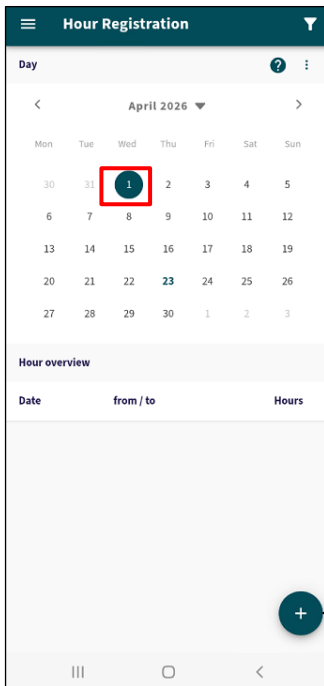 Hour Registration
Day
April 2026
Mon Tue Wed Thu Fri Sat Sun
30 31 1 2 3 4 5
6 7 8 9 10 11 12
13 14 15 16 17 18 19
20 21 22 23 24 25 26
27 28 29 30 1 2 3
Hour overview
Date from / to Hours